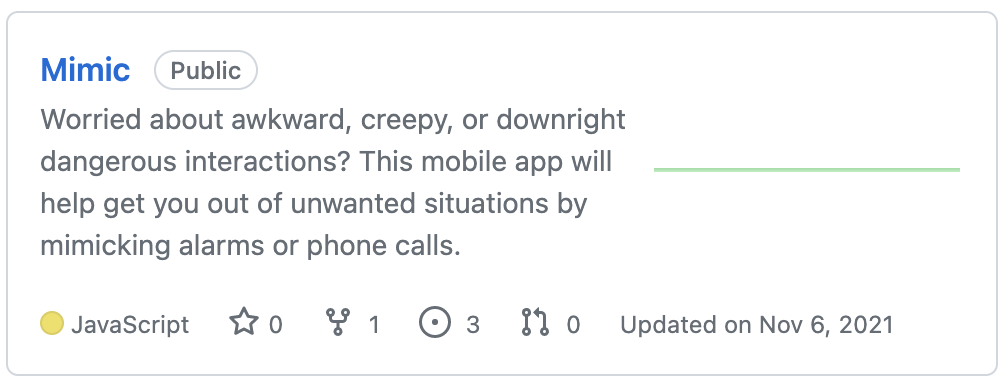 Mimic Public
Worried about awkward, creepy, or downright
dangerous interactions? This mobile app will
help get you out of unwanted situations by
mimicking alarms or phone calls.
JavaScript 0 1 3 0 Updated on Nov 6, 2021